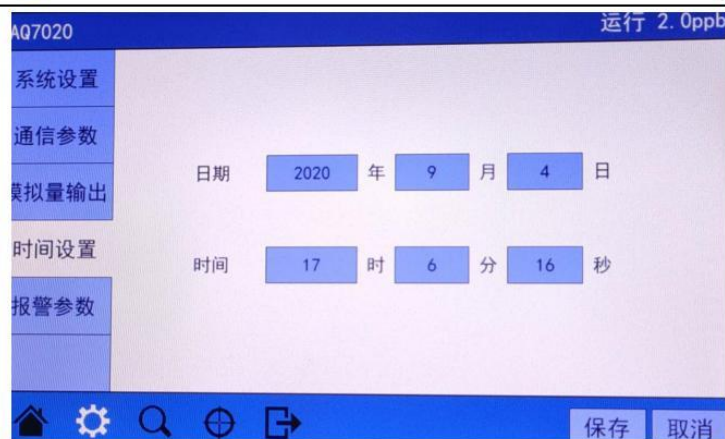 AQ7020
运行 2.0ppb
系统设置
通信参数
模拟量输出
时间设置
报警参数
日期 2020 年 9 月 4 日
时间 17 时 6 分 16 秒
保存 取消